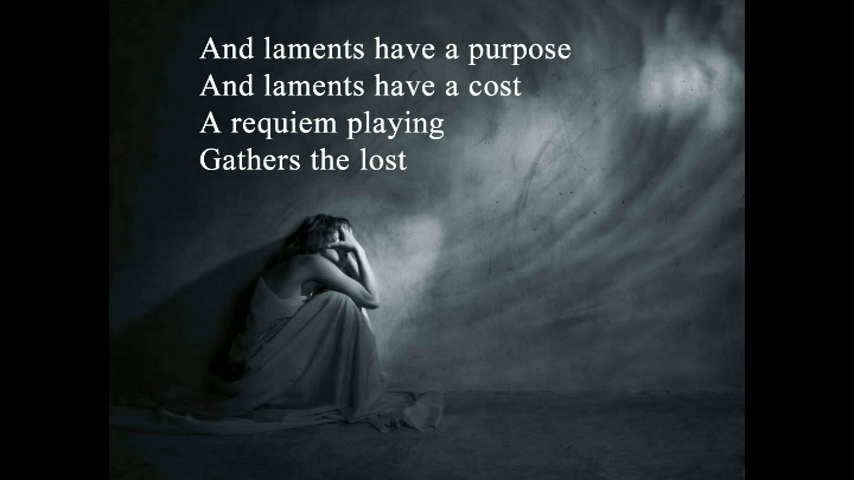 And laments have a purpose
And laments have a cost
A requiem playing
Gathers the lost